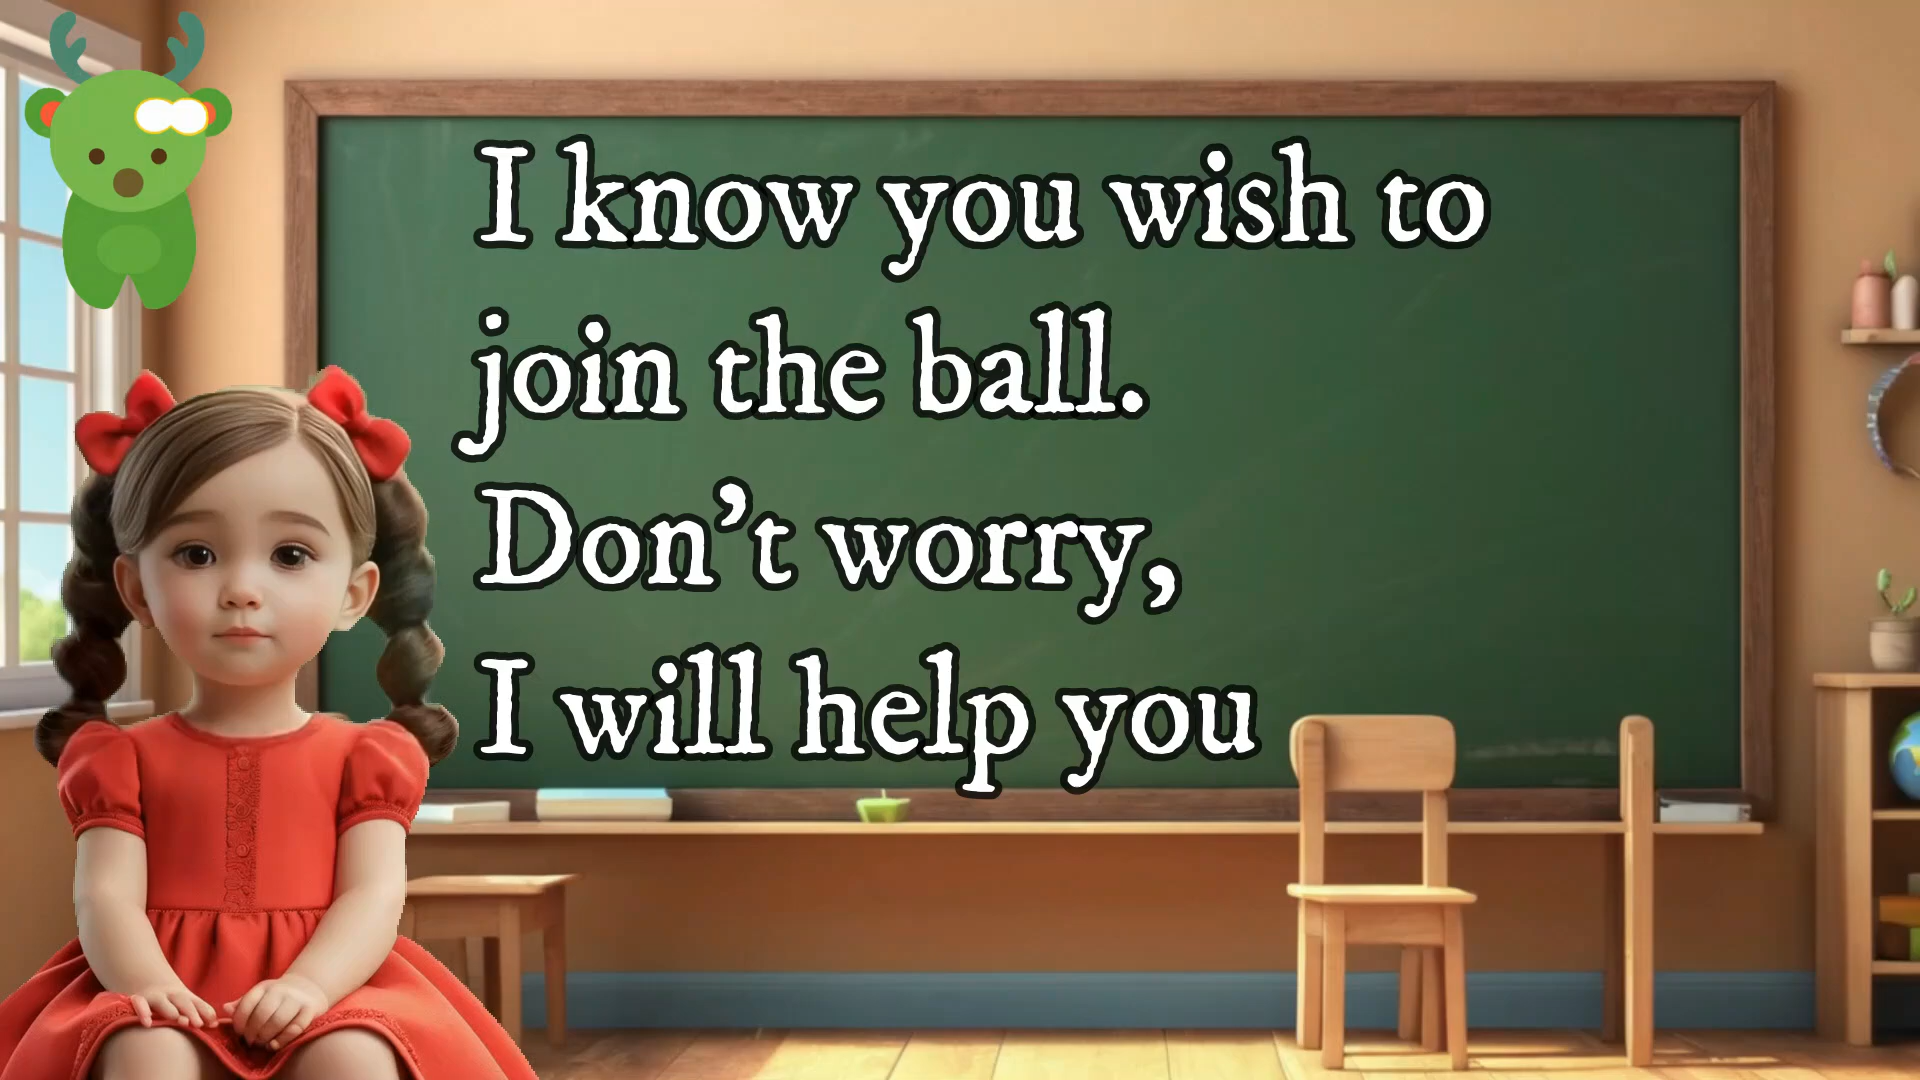 I know you wish to
join the ball.
Don’t worry,
I will help you